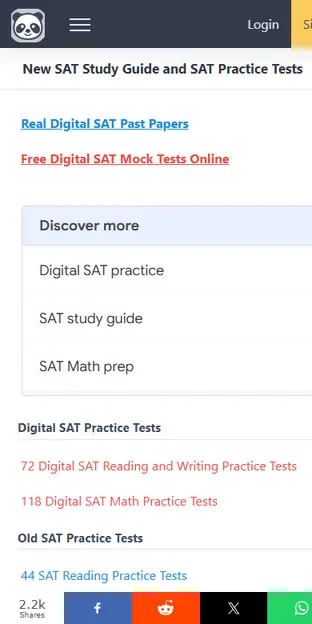 Login
New SAT Study Guide and SAT Practice Tests
Real Digital SAT Past Papers
Free Digital SAT Mock Tests Online
Discover more
Digital SAT practice
SAT study guide
SAT Math prep
Digital SAT Practice Tests
72 Digital SAT Reading and Writing Practice Tests
118 Digital SAT Math Practice Tests
Old SAT Practice Tests
44 SAT Reading Practice Tests
2.2k
Shares